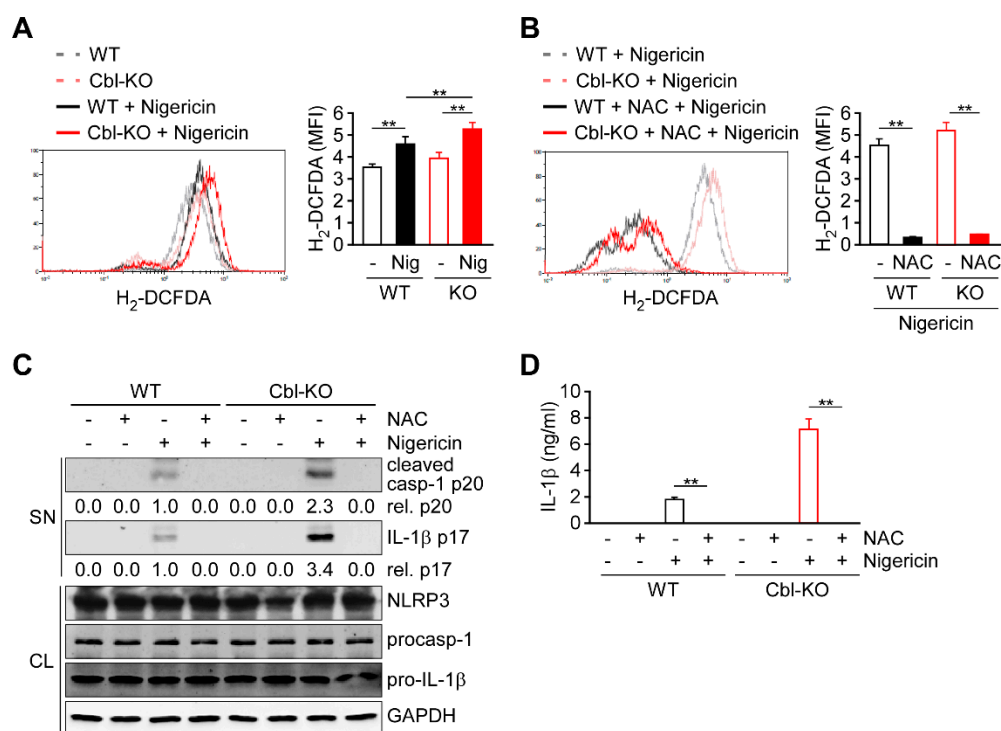 A
WT
Cbl-KO
WT + Nigericin
Cbl-KO + Nigericin
H₂-DCFDA
H₂-DCFDA (MFI)
6
5
4
3
2
1
0
** ** **
- Nig - Nig
WT KO
B
WT + Nigericin
Cbl-KO + Nigericin
WT + NAC + Nigericin
Cbl-KO + NAC + Nigericin
H₂-DCFDA
H₂-DCFDA (MFI)
6
5
4
3
2
1
0
** **
- NAC - NAC
WT KO
Nigericin
C
WT Cbl-KO
- + - + - + - + NAC
- - + + - - + + Nigericin
SN
cleaved
casp-1 p20
0.0 0.0 1.0 0.0 0.0 0.0 2.3 0.0 rel. p20
IL-1β p17
0.0 0.0 1.0 0.0 0.0 0.0 3.4 0.0 rel. p17
CL
NLRP3
procasp-1
pro-IL-1β
GAPDH
D
IL-1β (ng/ml)
10
8
6
4
2
0
** **
- + - + - + - + NAC
- - + + - - + + Nigericin
WT Cbl-KO